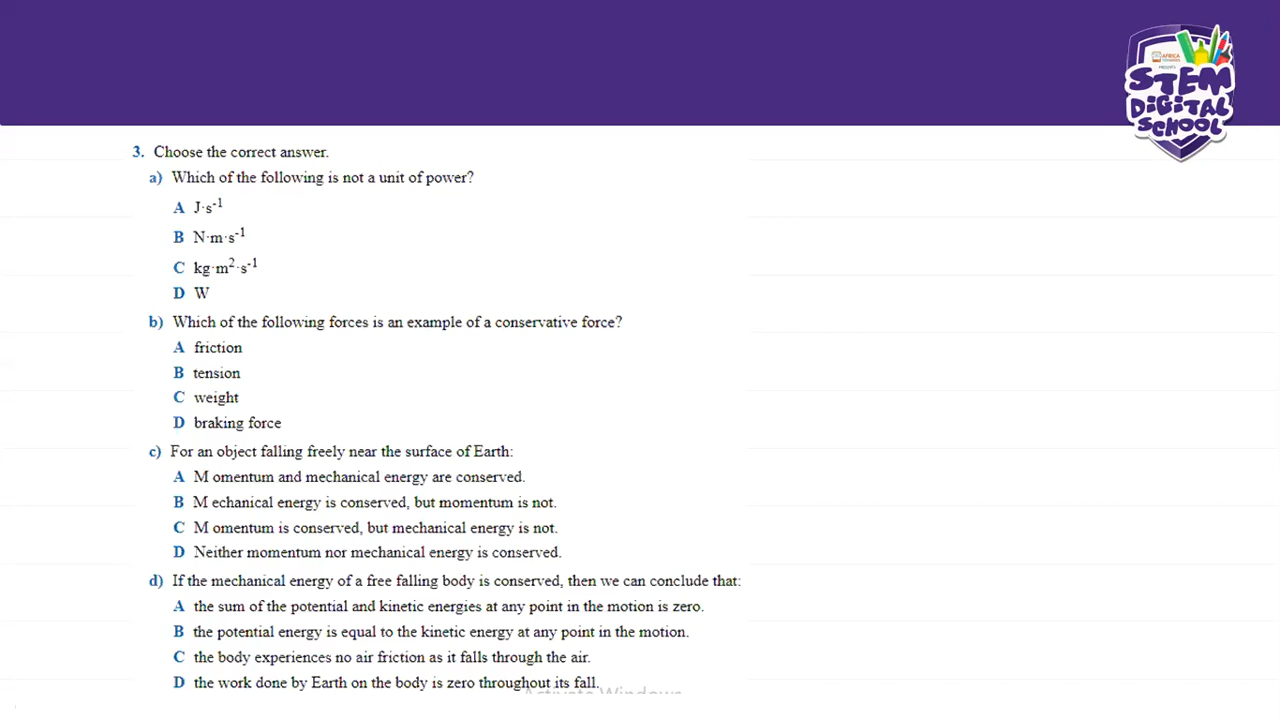 AFRICA
TEENGEEKS
PRESENTS
STEM
DIGITAL
SCHOOL
3. Choose the correct answer.
a) Which of the following is not a unit of power?
A J·s⁻¹
B N·m·s⁻¹
C kg·m²·s⁻¹
D W
b) Which of the following forces is an example of a conservative force?
A friction
B tension
C weight
D braking force
c) For an object falling freely near the surface of Earth:
A M omentum and mechanical energy are conserved.
B M echanical energy is conserved, but momentum is not.
C M omentum is conserved, but mechanical energy is not.
D Neither momentum nor mechanical energy is conserved.
d) If the mechanical energy of a free falling body is conserved, then we can conclude that:
A the sum of the potential and kinetic energies at any point in the motion is zero.
B the potential energy is equal to the kinetic energy at any point in the motion.
C the body experiences no air friction as it falls through the air.
D the work done by Earth on the body is zero throughout its fall.
Activate Windows